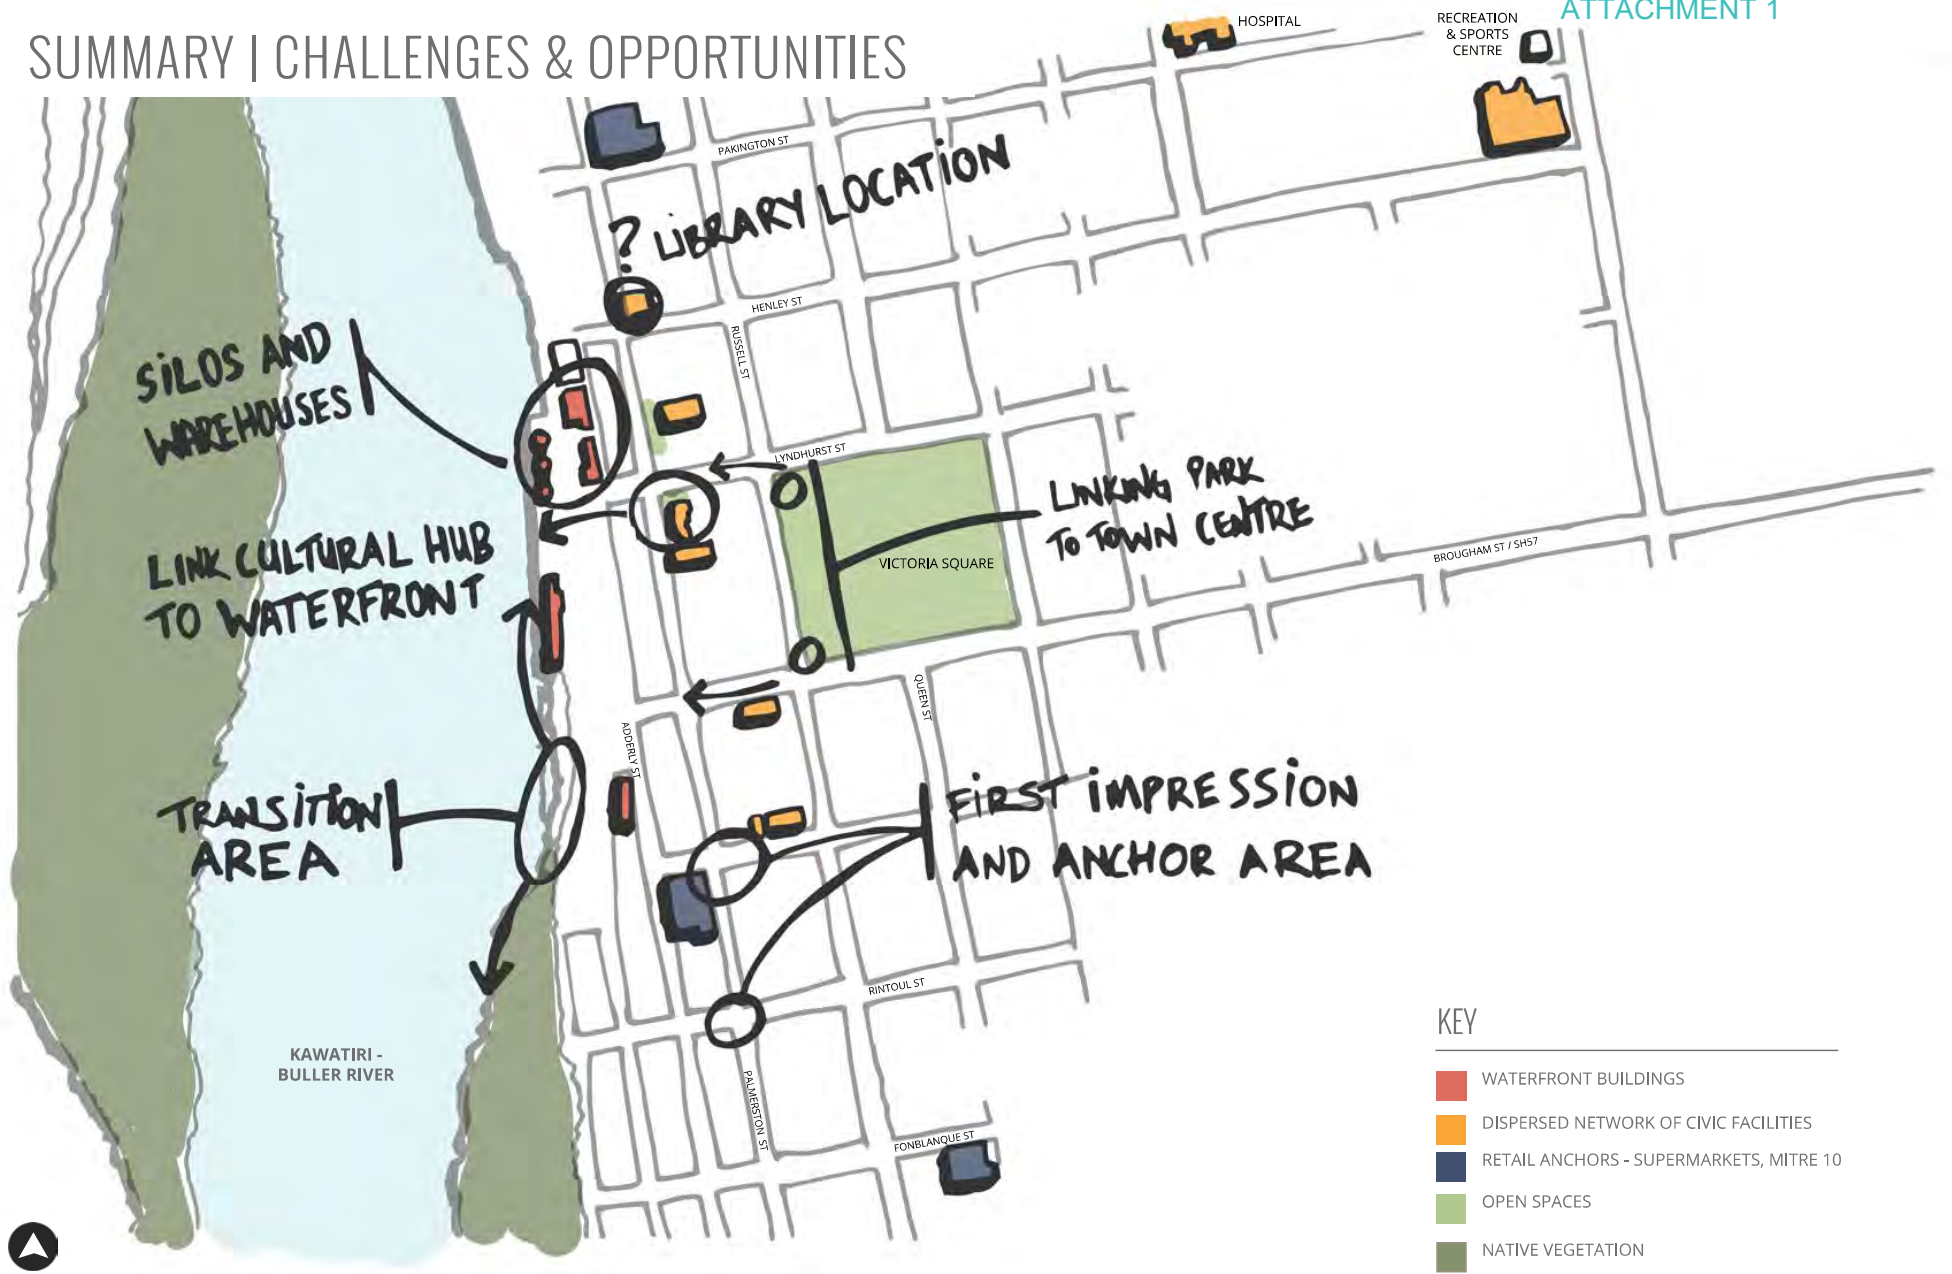 ATTACHMENT 1
SUMMARY | CHALLENGES & OPPORTUNITIES
HOSPITAL
RECREATION
& SPORTS
CENTRE
PAKINGTON ST
? LIBRARY LOCATION
HENLEY ST
RUSSELL ST
SILOS AND
WAREHOUSES
LYNDHURST ST
LINKING PARK
TO TOWN CENTRE
LINK CULTURAL HUB
TO WATERFRONT
VICTORIA SQUARE
BROUGHAM ST / SH57
QUEEN ST
ADDERLY ST
TRANSITION
AREA
FIRST IMPRESSION
AND ANCHOR AREA
RINTOUL ST
KAWATIRI -
BULLER RIVER
PALMERSTON ST
FONBLANQUE ST
KEY
WATERFRONT BUILDINGS
DISPERSED NETWORK OF CIVIC FACILITIES
RETAIL ANCHORS - SUPERMARKETS, MITRE 10
OPEN SPACES
NATIVE VEGETATION